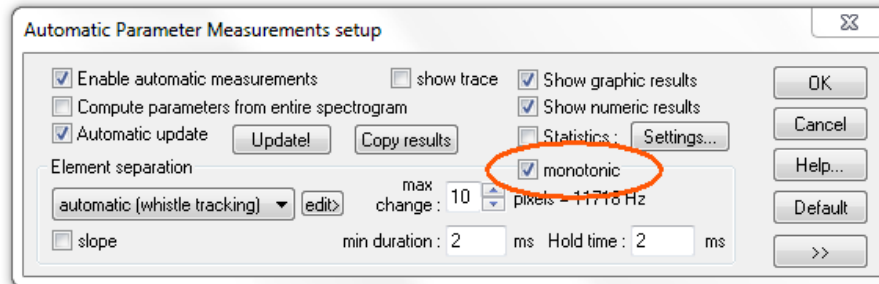 Automatic Parameter Measurements setup
Enable automatic measurements show trace Show graphic results OK
Compute parameters from entire spectrogram Show numeric results
Automatic update Update! Copy results Statistics : Settings... Cancel
Element separation monotonic Help...
automatic (whistle tracking) edit> max change : 10 pixels = 11718 Hz Default
slope min duration : 2 ms Hold time : 2 ms >>